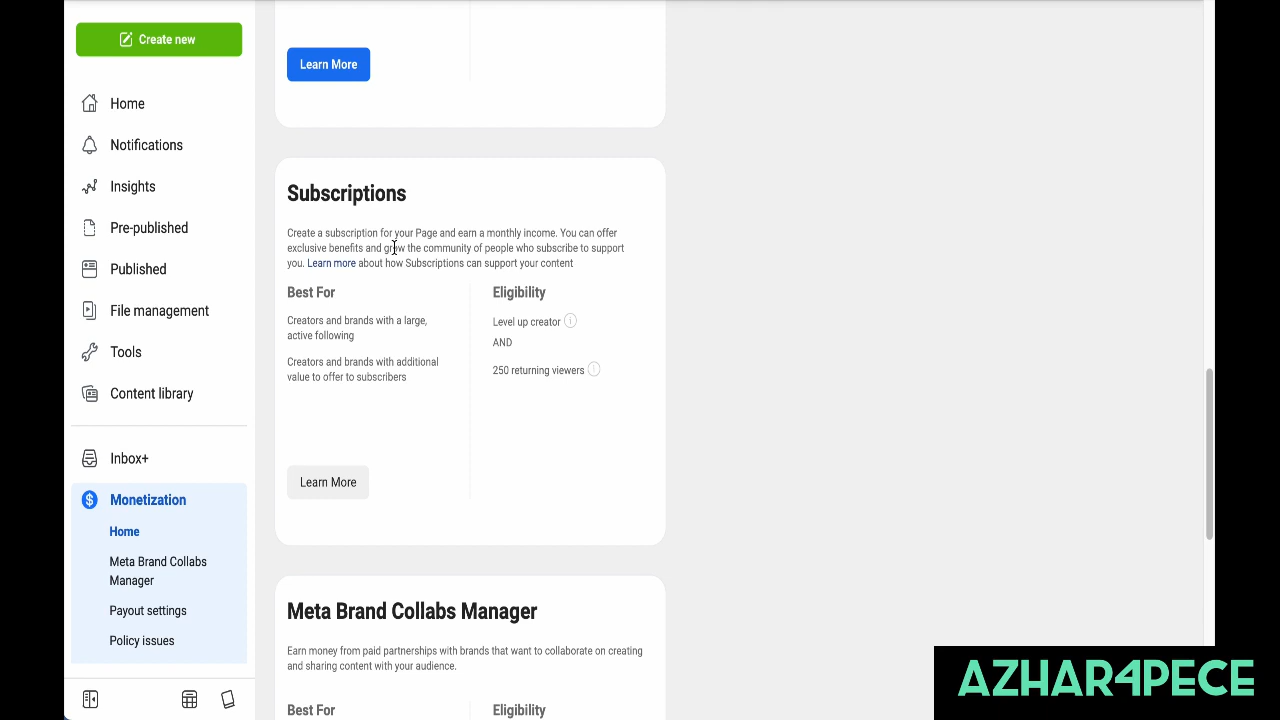 Create new
Home
Notifications
Insights
Pre-published
Published
File management
Tools
Content library
Inbox+
Monetization
Home
Meta Brand Collabs
Manager
Payout settings
Policy issues
Learn More
Subscriptions
Create a subscription for your Page and earn a monthly income. You can offer
exclusive benefits and grow the community of people who subscribe to support
you. Learn more about how Subscriptions can support your content
Best For
Creators and brands with a large,
active following
Creators and brands with additional
value to offer to subscribers
Eligibility
Level up creator
AND
250 returning viewers
Learn More
Meta Brand Collabs Manager
Earn money from paid partnerships with brands that want to collaborate on creating
and sharing content with your audience.
Best For
Eligibility
AZHAR4PECE